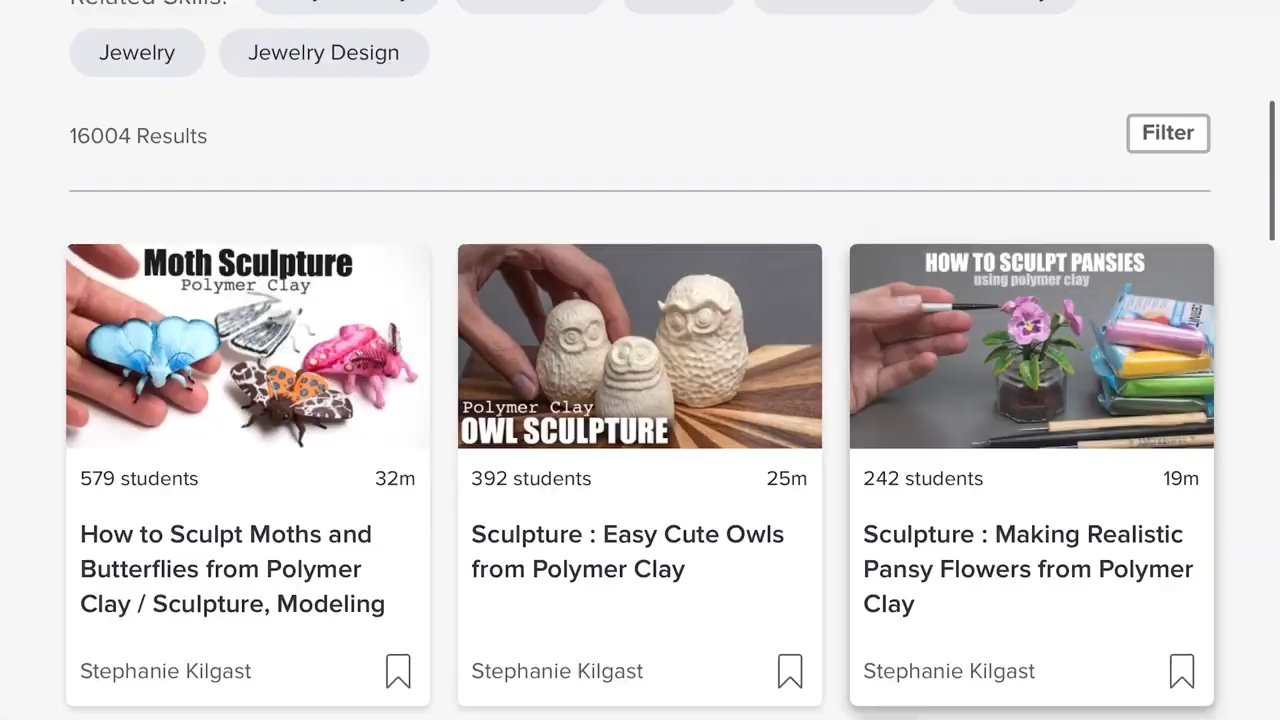 Related Skills:
Jewelry
Jewelry Design
16004 Results
Filter
Moth Sculpture
Polymer Clay
Polymer Clay
OWL SCULPTURE
HOW TO SCULPT PANSIES
using polymer clay
579 students
32m
392 students
25m
242 students
19m
How to Sculpt Moths and
Butterflies from Polymer
Clay / Sculpture, Modeling
Sculpture : Easy Cute Owls
from Polymer Clay
Sculpture : Making Realistic
Pansy Flowers from Polymer
Clay
Stephanie Kilgast
Stephanie Kilgast
Stephanie Kilgast